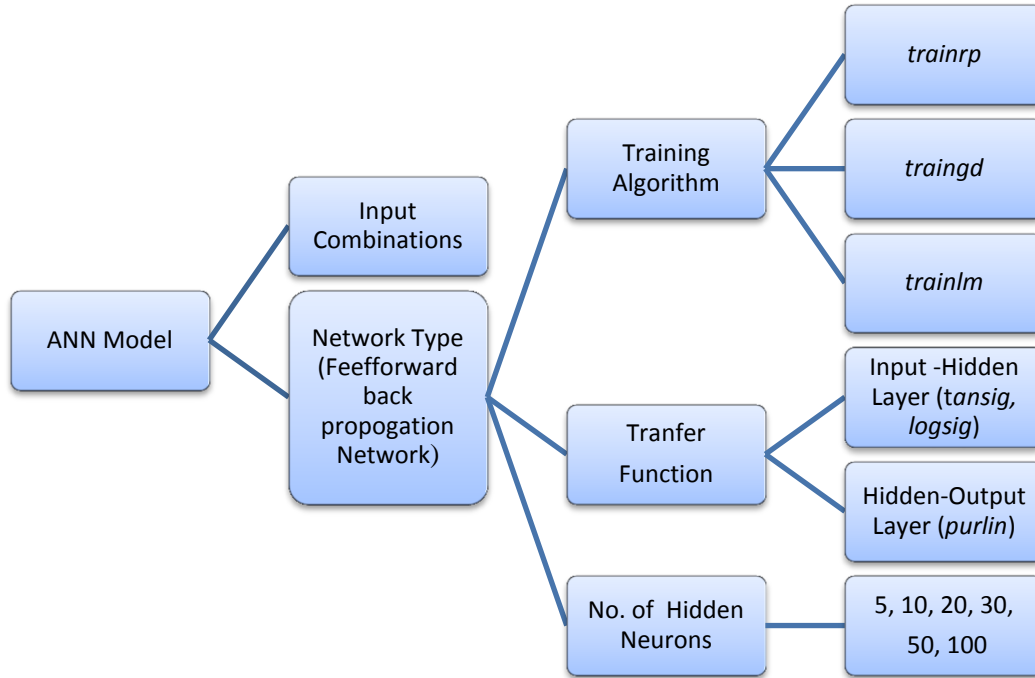 ANN Model
Input
Combinations
Network Type
(Feefforward
back
propogation
Network)
Training
Algorithm
trainrp
traingd
trainlm
Tranfer
Function
Input -Hidden
Layer (tansig,
logsig)
Hidden-Output
Layer (purlin)
No. of Hidden
Neurons
5, 10, 20, 30,
50, 100